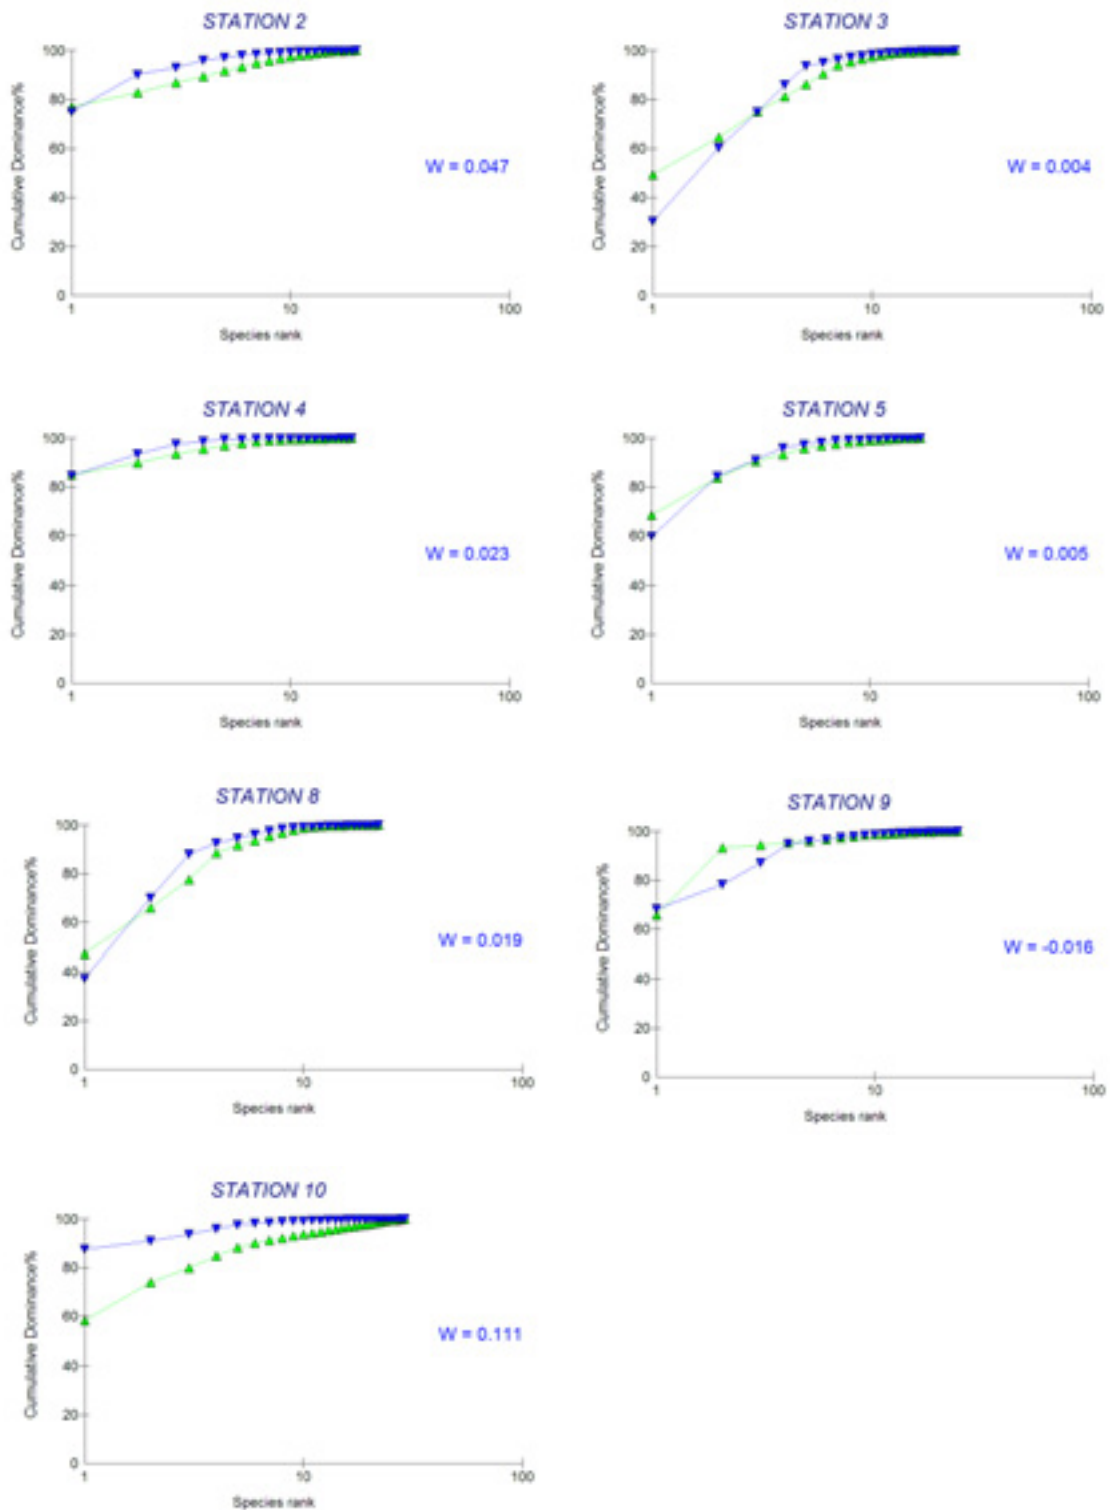 STATION 2
Cumulative Dominance%
100
80
60
40
20
0
1
10
100
Species rank
W = 0.047
STATION 3
Cumulative Dominance%
100
80
60
40
20
0
1
10
100
Species rank
W = 0.004
STATION 4
Cumulative Dominance%
100
80
60
40
20
0
1
10
100
Species rank
W = 0.023
STATION 5
Cumulative Dominance%
100
80
60
40
20
0
1
10
100
Species rank
W = 0.005
STATION 8
Cumulative Dominance%
100
80
60
40
20
0
1
10
100
Species rank
W = 0.019
STATION 9
Cumulative Dominance%
100
80
60
40
20
0
1
10
100
Species rank
W = -0.016
STATION 10
Cumulative Dominance%
100
80
60
40
20
0
1
10
100
Species rank
W = 0.111